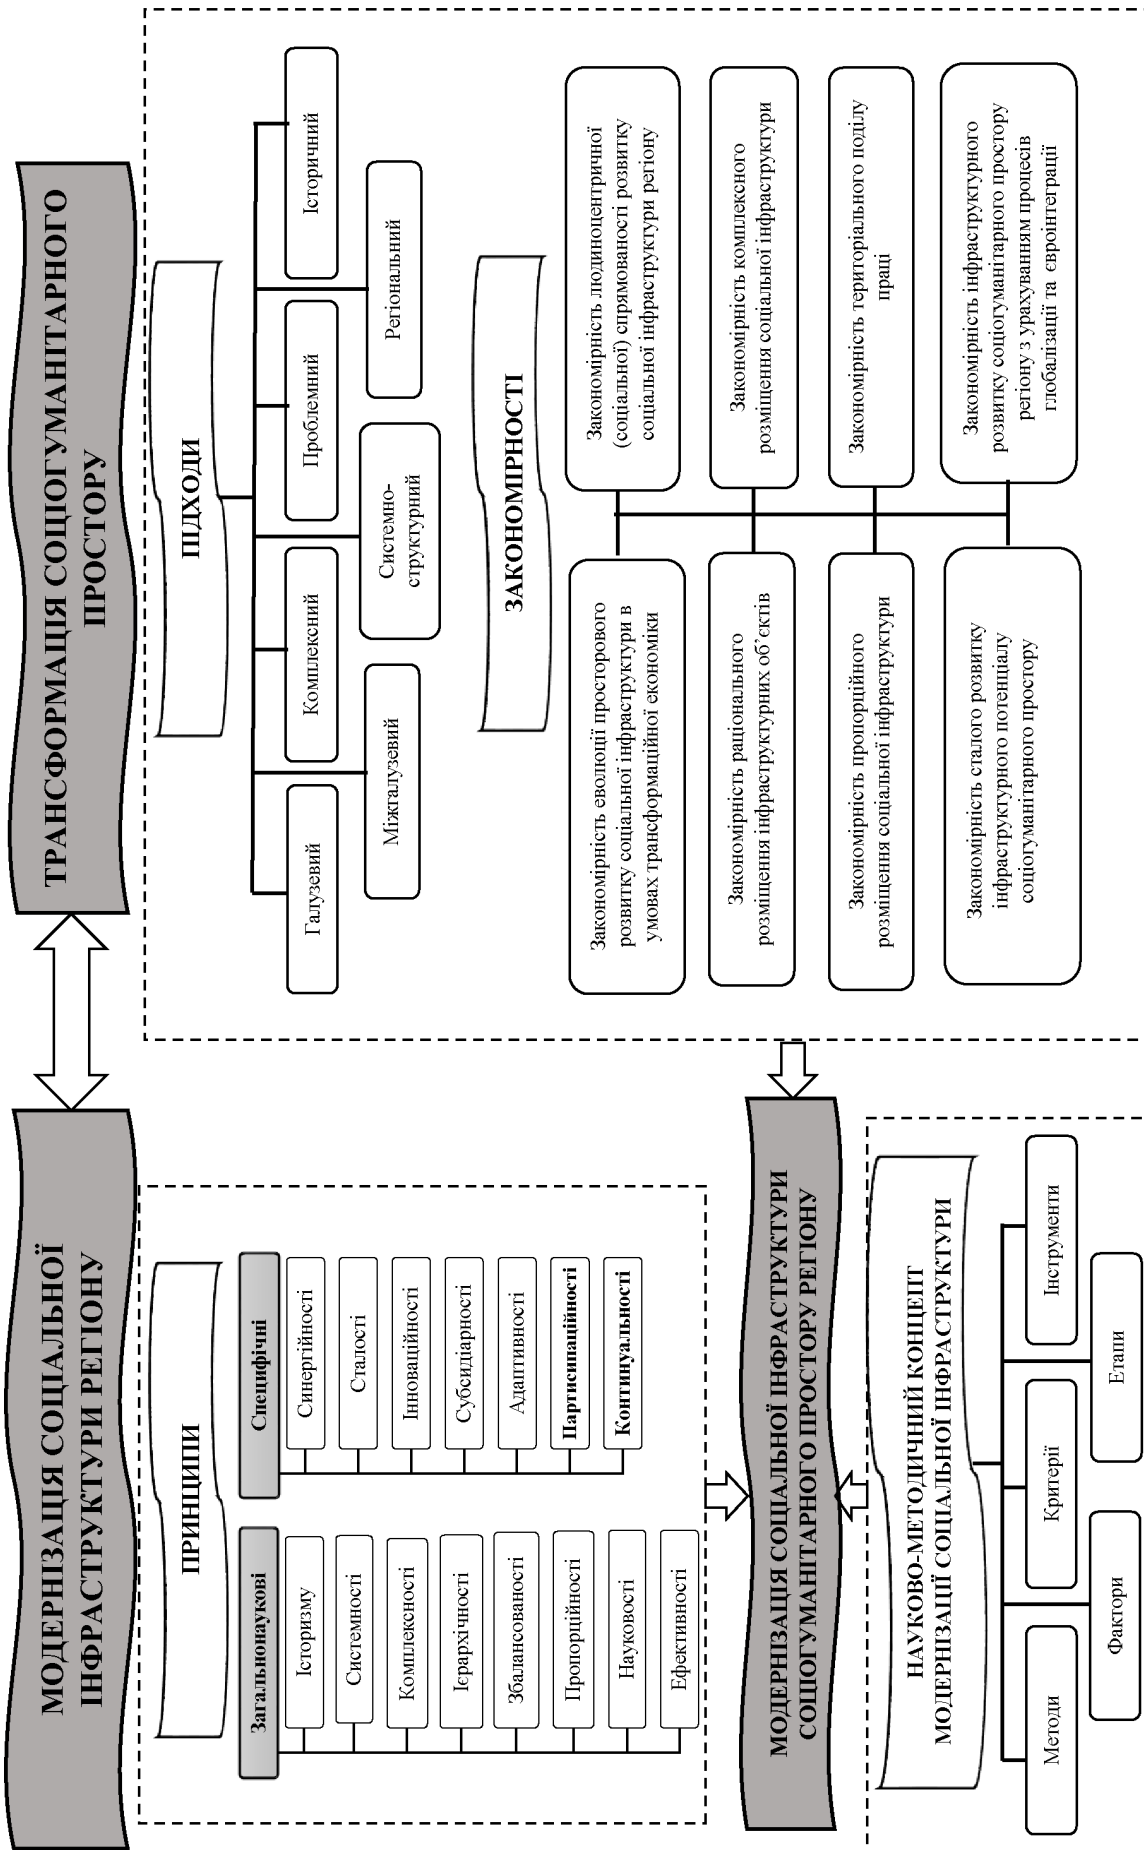 МОДЕРНІЗАЦІЯ СОЦІАЛЬНОЇ
ІНФРАСТРУКТУРИ РЕГІОНУ
ТРАНСФОРМАЦІЯ СОЦІОГУМАНІТАРНОГО
ПРОСТОРУ
ПРИНЦИПИ
Загальнонаукові
Історизму
Системності
Комплексності
Ієрархічності
Збалансованості
Пропорційності
Науковості
Ефективності
Специфічні
Синергійності
Сталості
Інноваційності
Субсидіарності
Адаптивності
Партисипаційності
Континуальності
ПІДХОДИ
Галузевий
Комплексний
Проблемний
Історичний
Міжгалузевий
Системно-
структурний
Регіональний
ЗАКОНОМІРНОСТІ
Закономірність еволюції просторового
розвитку соціальної інфраструктури в
умовах трансформаційної економіки
Закономірність людиноцентричної
(соціальної) спрямованості розвитку
соціальної інфраструктури регіону
Закономірність раціонального
розміщення інфраструктурних об’єктів
Закономірність комплексного
розміщення соціальної інфраструктури
Закономірність пропорційного
розміщення соціальної інфраструктури
Закономірність територіального поділу
праці
Закономірність сталого розвитку
інфраструктурного потенціалу
соціогуманітарного простору
Закономірність інфраструктурного
розвитку соціогуманітарного простору
регіону з урахуванням процесів
глобалізації та євроінтеграції
МОДЕРНІЗАЦІЯ СОЦІАЛЬНОЇ ІНФРАСТРУКТУРИ
СОЦІОГУМАНІТАРНОГО ПРОСТОРУ РЕГІОНУ
НАУКОВО-МЕТОДИЧНИЙ КОНЦЕПТ
МОДЕРНІЗАЦІЇ СОЦІАЛЬНОЇ ІНФРАСТРУКТУРИ
Методи
Критерії
Інструменти
Фактори
Етапи